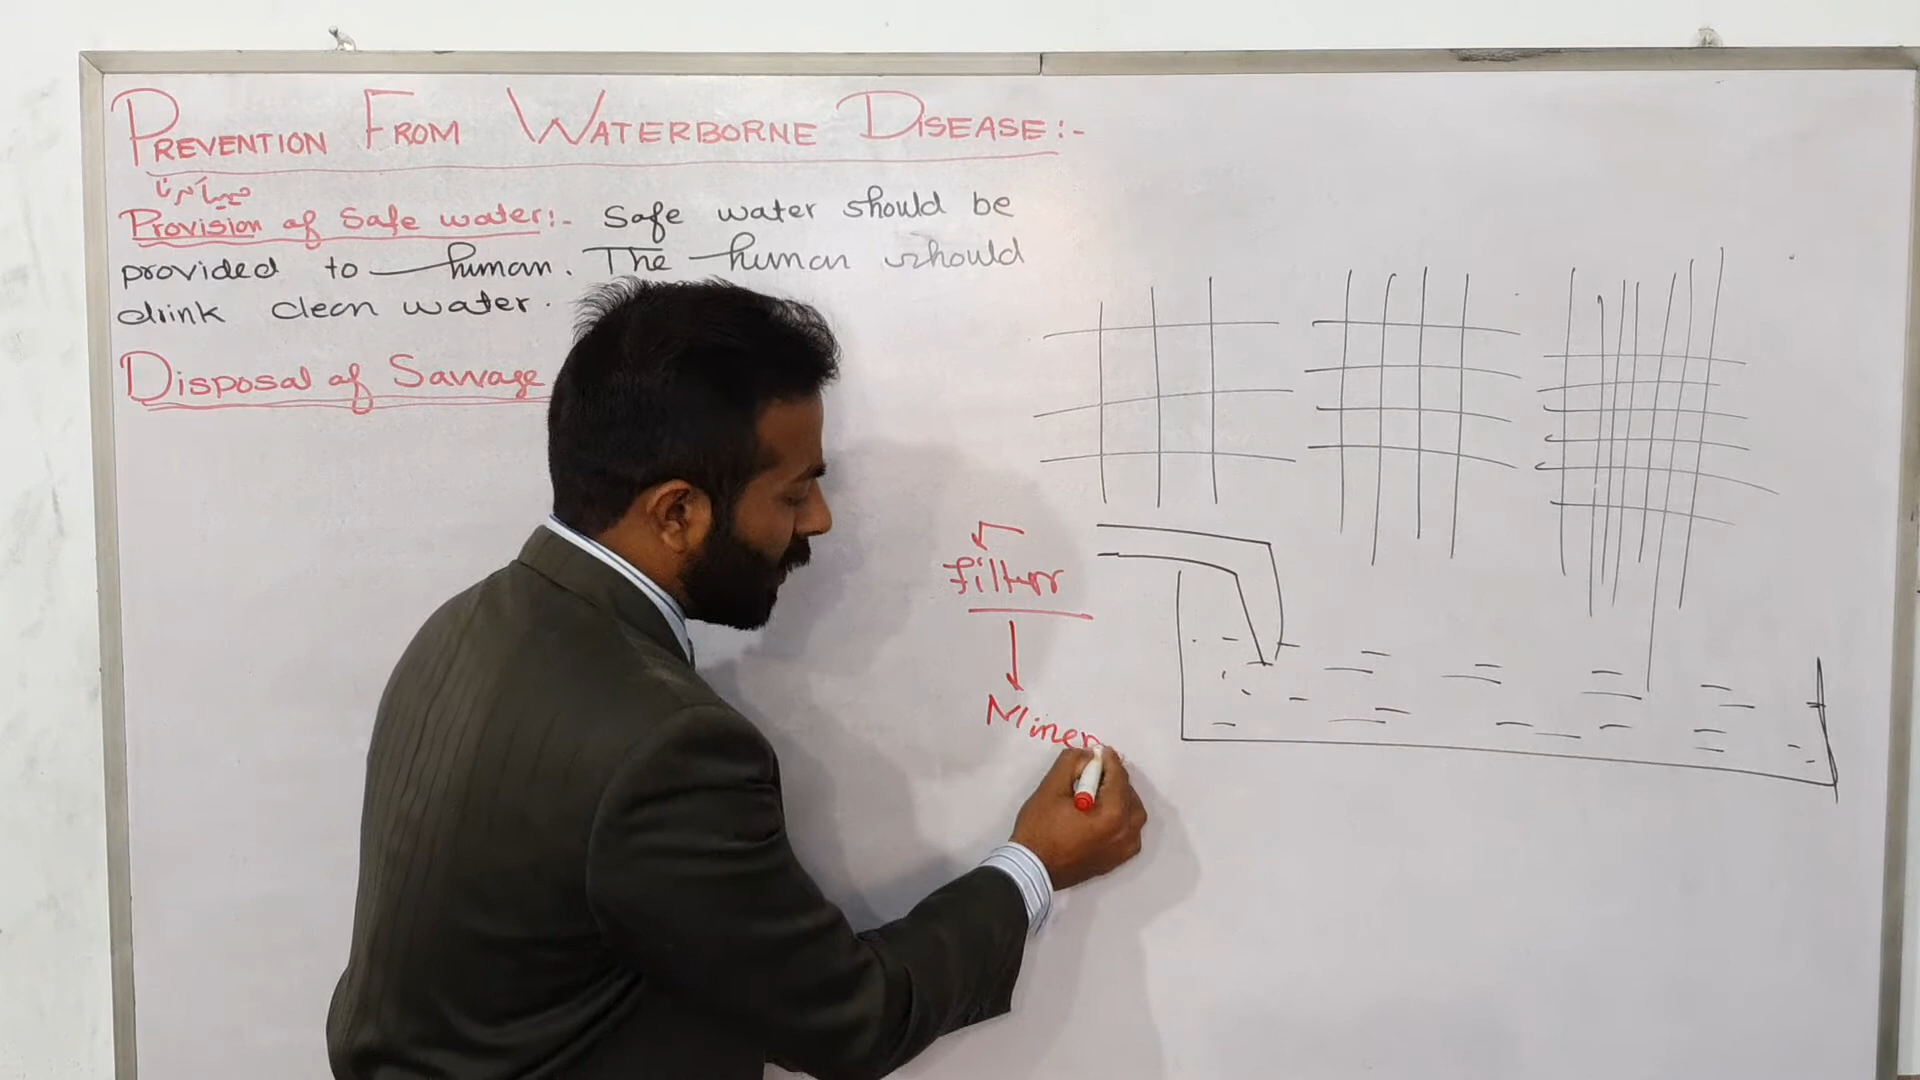 PREVENTION FROM WATERBORNE DISEASE:-
مہیا کرنا
Provision of safe water:- Safe water should be
provided to human. The human should
drink clean water.
Disposal of Sawage
filter
Miner